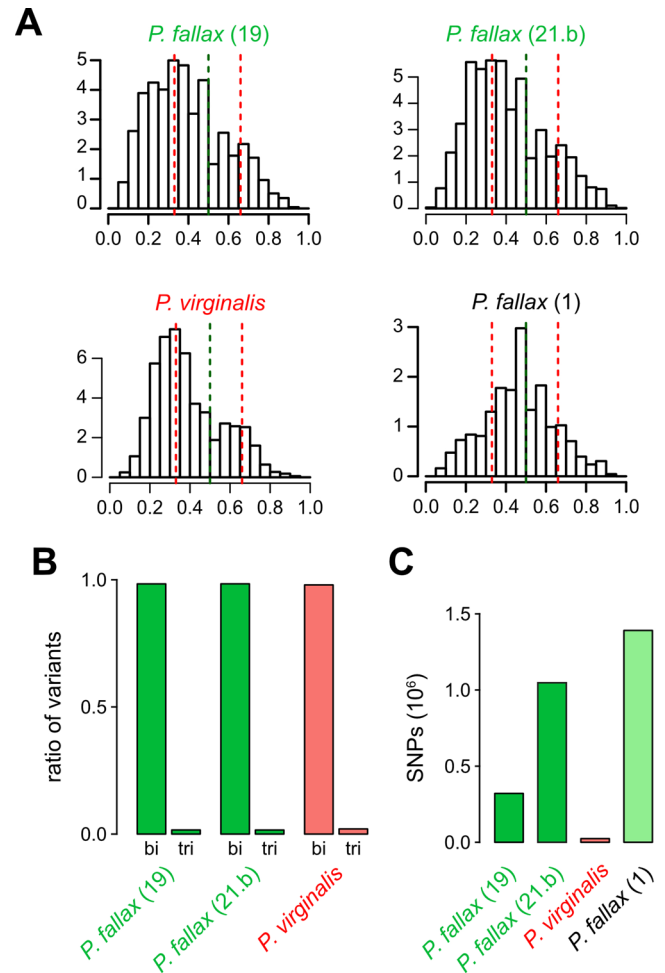 A
P. fallax (19)
P. fallax (21.b)
5
4
3
2
1
0
0.0 0.2 0.4 0.6 0.8 1.0
5
4
3
2
1
0
0.0 0.2 0.4 0.6 0.8 1.0
P. virginalis
P. fallax (1)
6
4
2
0
0.0 0.2 0.4 0.6 0.8 1.0
3
2
1
0
0.0 0.2 0.4 0.6 0.8 1.0
B
ratio of variants
1.0
0.5
0.0
bi tri bi tri bi tri
P. fallax (19)
P. fallax (21.b)
P. virginalis
C
SNPs (10⁶)
1.5
1.0
0.5
0.0
P. fallax (19)
P. fallax (21.b)
P. virginalis
P. fallax (1)